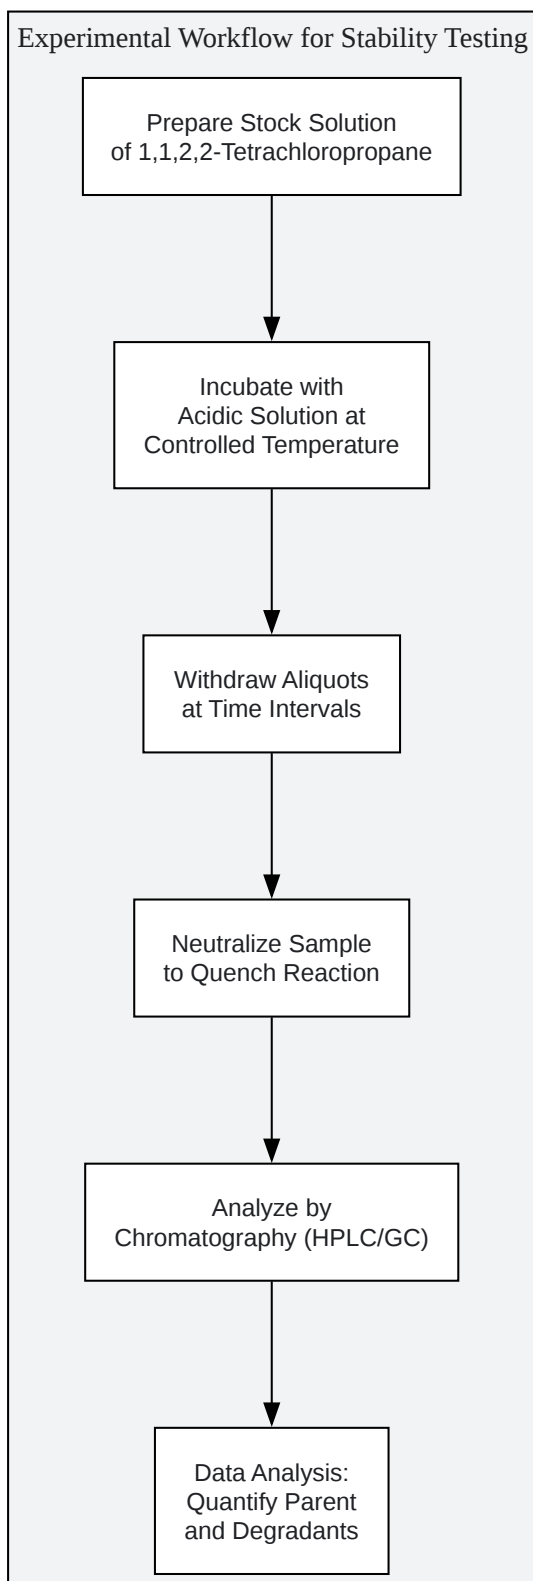 Experimental Workflow for Stability Testing
Prepare Stock Solution
of 1,1,2,2-Tetrachloropropane
Incubate with
Acidic Solution at
Controlled Temperature
Withdraw Aliquots
at Time Intervals
Neutralize Sample
to Quench Reaction
Analyze by
Chromatography (HPLC/GC)
Data Analysis:
Quantify Parent
and Degradants